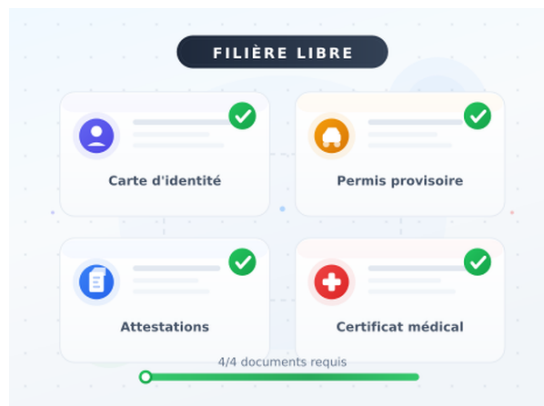 FILIÈRE LIBRE
Carte d'identité
Permis provisoire
Attestations
Certificat médical
4/4 documents requis